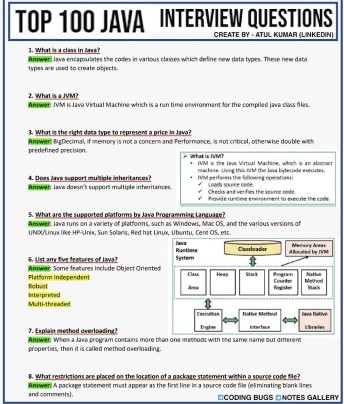 TOP 100 JAVA INTERVIEW QUESTIONS
CREATE BY - ATUL KUMAR (LINKEDIN)
1. What is a class in Java?
Answer: Java encapsulates the codes in various classes which define new data types. These new data
types are used to create objects.
2. What is a JVM?
Answer: JVM is Java Virtual Machine which is a run time environment for the compiled java class files.
3. What is the right data type to represent a price in Java?
Answer: BigDecimal, if memory is not a concern and Performance, is not critical, otherwise double with
predefined precision.
What is JVM?
JVM is the Java Virtual Machine, which is an abstract
machine. Using this JVM the Java bytecode executes.
JVM performs the following operations:
Loads source code.
Checks and verifies the source code.
Provide runtime environment to execute the code.
4. Does Java support multiple inheritances?
Answer: Java doesn't support multiple inheritances.
5. What are the supported platforms by Java Programming Language?
Answer: Java runs on a variety of platforms, such as Windows, Mac OS, and the various versions of
UNIX/Linux like HP-Unix, Sun Solaris, Red hat Linux, Ubuntu, Cent OS, etc.
Java
Runtime
System
Classloader
Memory Areas
Allocated by JVM
Class
Area
Heap
Stack
Program
Counter
Register
Native
Method
Stack
Execution
Engine
Native Method
Interface
Java Native
Libraries
6. List any five features of Java?
Answer: Some features include Object Oriented
Platform Independent
Robust
Interpreted
Multi-threaded
7. Explain method overloading?
Answer: When a Java program contains more than one methods with the same name but different
properties, then it is called method overloading.
8. What restrictions are placed on the location of a package statement within a source code file?
Answer: A package statement must appear as the first line in a source code file (eliminating blank lines
and comments).
CODING BUGS NOTES GALLERY